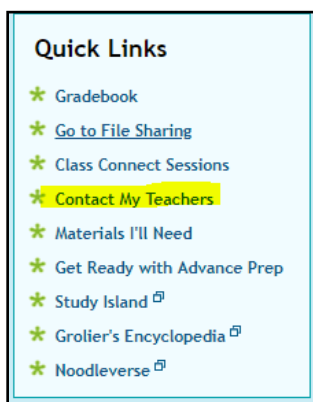 Quick Links
Gradebook
Go to File Sharing
Class Connect Sessions
Contact My Teachers
Materials I'll Need
Get Ready with Advance Prep
Study Island
Grolier's Encyclopedia
Noodleverse